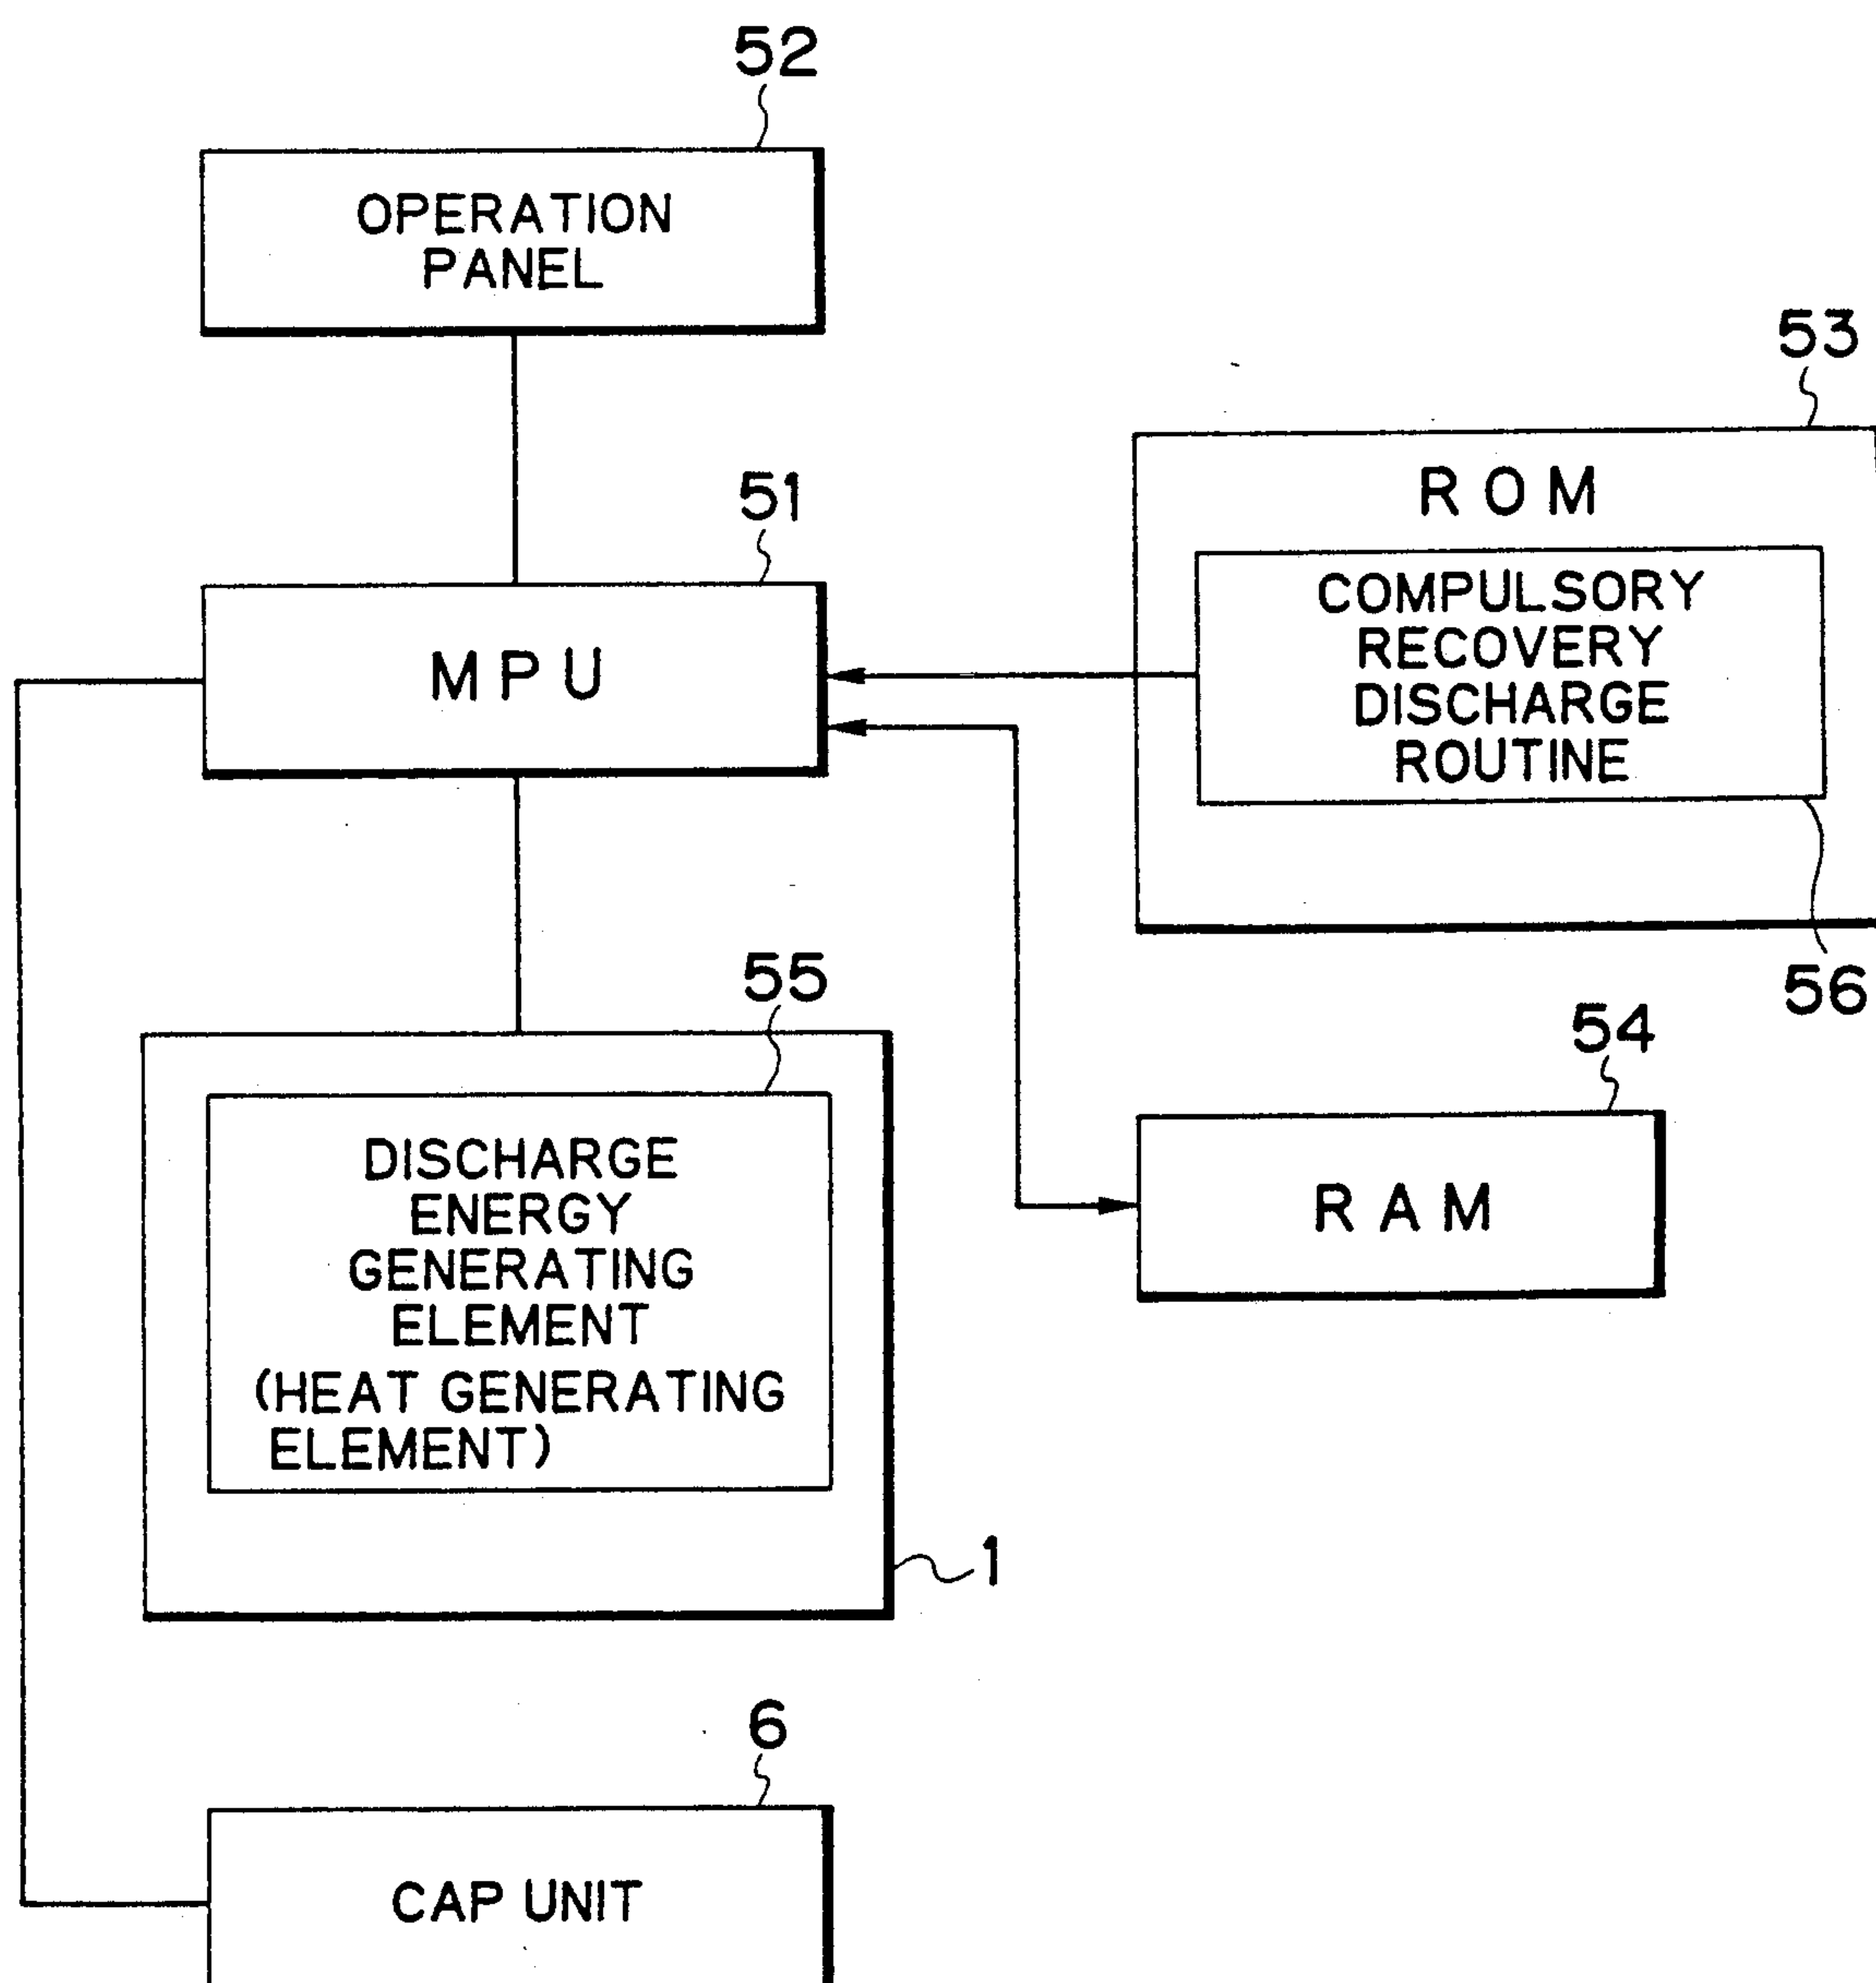 52
OPERATION
PANEL
53
51
ROM
MPU
COMPULSORY
RECOVERY
DISCHARGE
ROUTINE
55
56
54
DISCHARGE
ENERGY
GENERATING
ELEMENT
(HEAT GENERATING
ELEMENT)
RAM
1
6
CAP UNIT